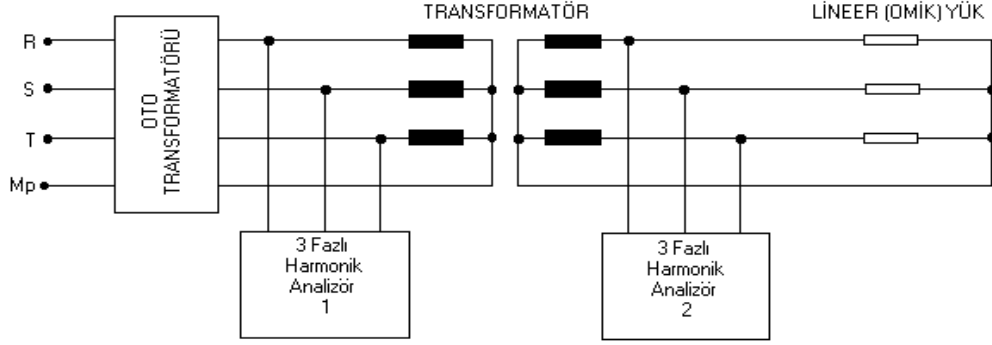 TRANSFORMATÖR
LİNEER (OMİK) YÜK
R
S
T
Mp
OTO
TRANSFORMATÖRÜ
3 Fazlı
Harmonik
Analizör
1
3 Fazlı
Harmonik
Analizör
2